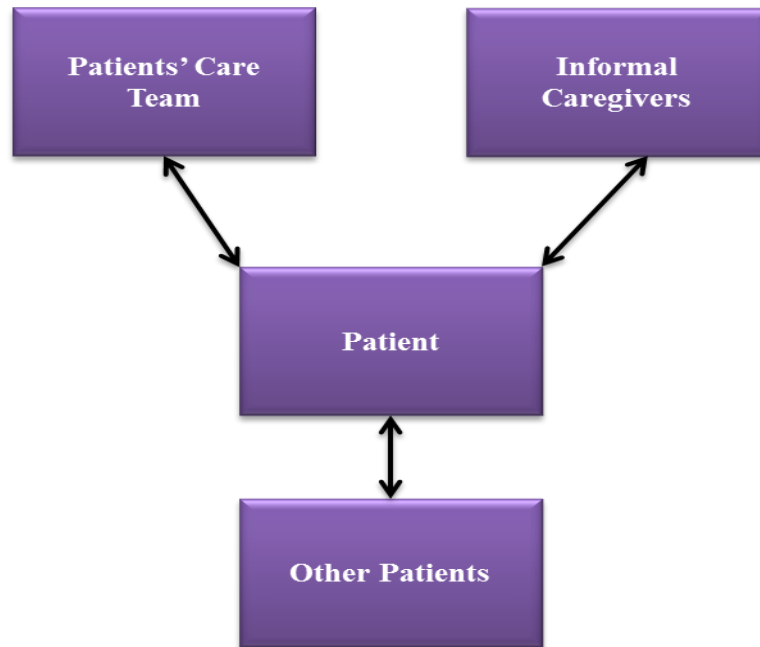 Patients’ Care
Team
Informal
Caregivers
Patient
Other Patients